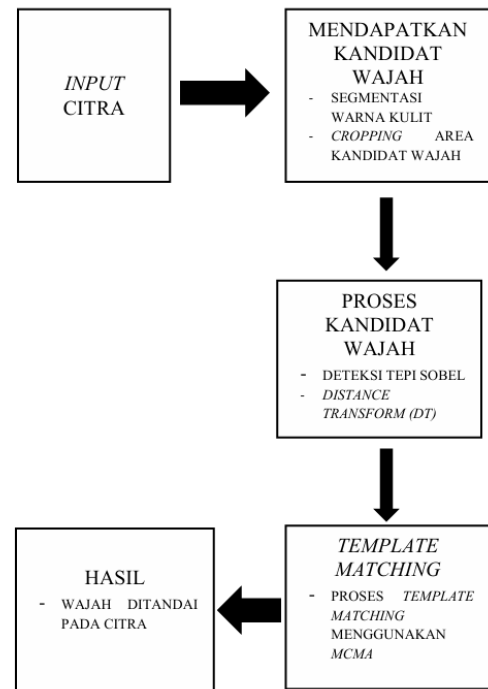 INPUT
CITRA
MENDAPATKAN
KANDIDAT
WAJAH
- SEGMENTASI
WARNA KULIT
- CROPPING AREA
KANDIDAT WAJAH
PROSES
KANDIDAT
WAJAH
- DETEKSI TEPI SOBEL
- DISTANCE
TRANSFORM (DT)
TEMPLATE
MATCHING
- PROSES TEMPLATE
MATCHING
MENGGUNAKAN
MCMA
HASIL
- WAJAH DITANDAI
PADA CITRA